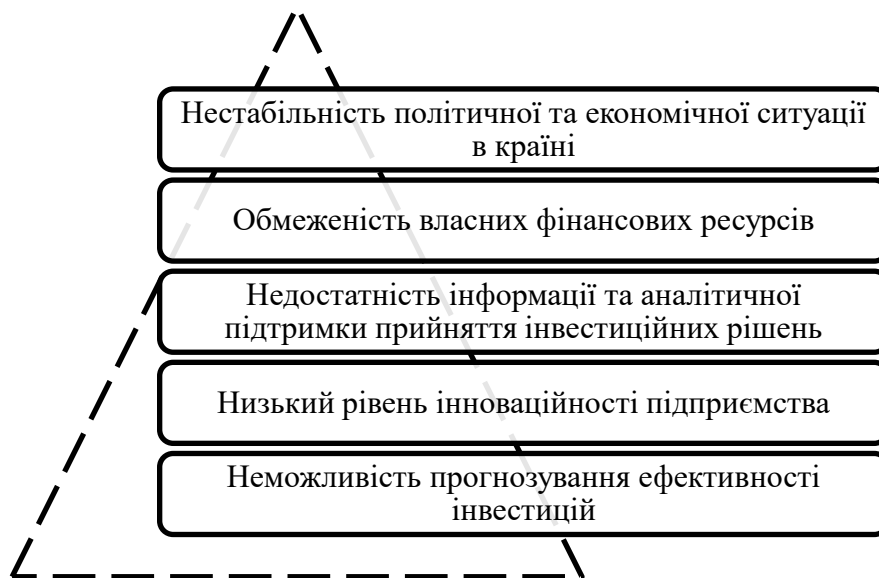 Нестабільність політичної та економічної ситуації
в країні
Обмеженість власних фінансових ресурсів
Недостатність інформації та аналітичної
підтримки прийняття інвестиційних рішень
Низький рівень інноваційності підприємства
Неможливість прогнозування ефективності
інвестицій